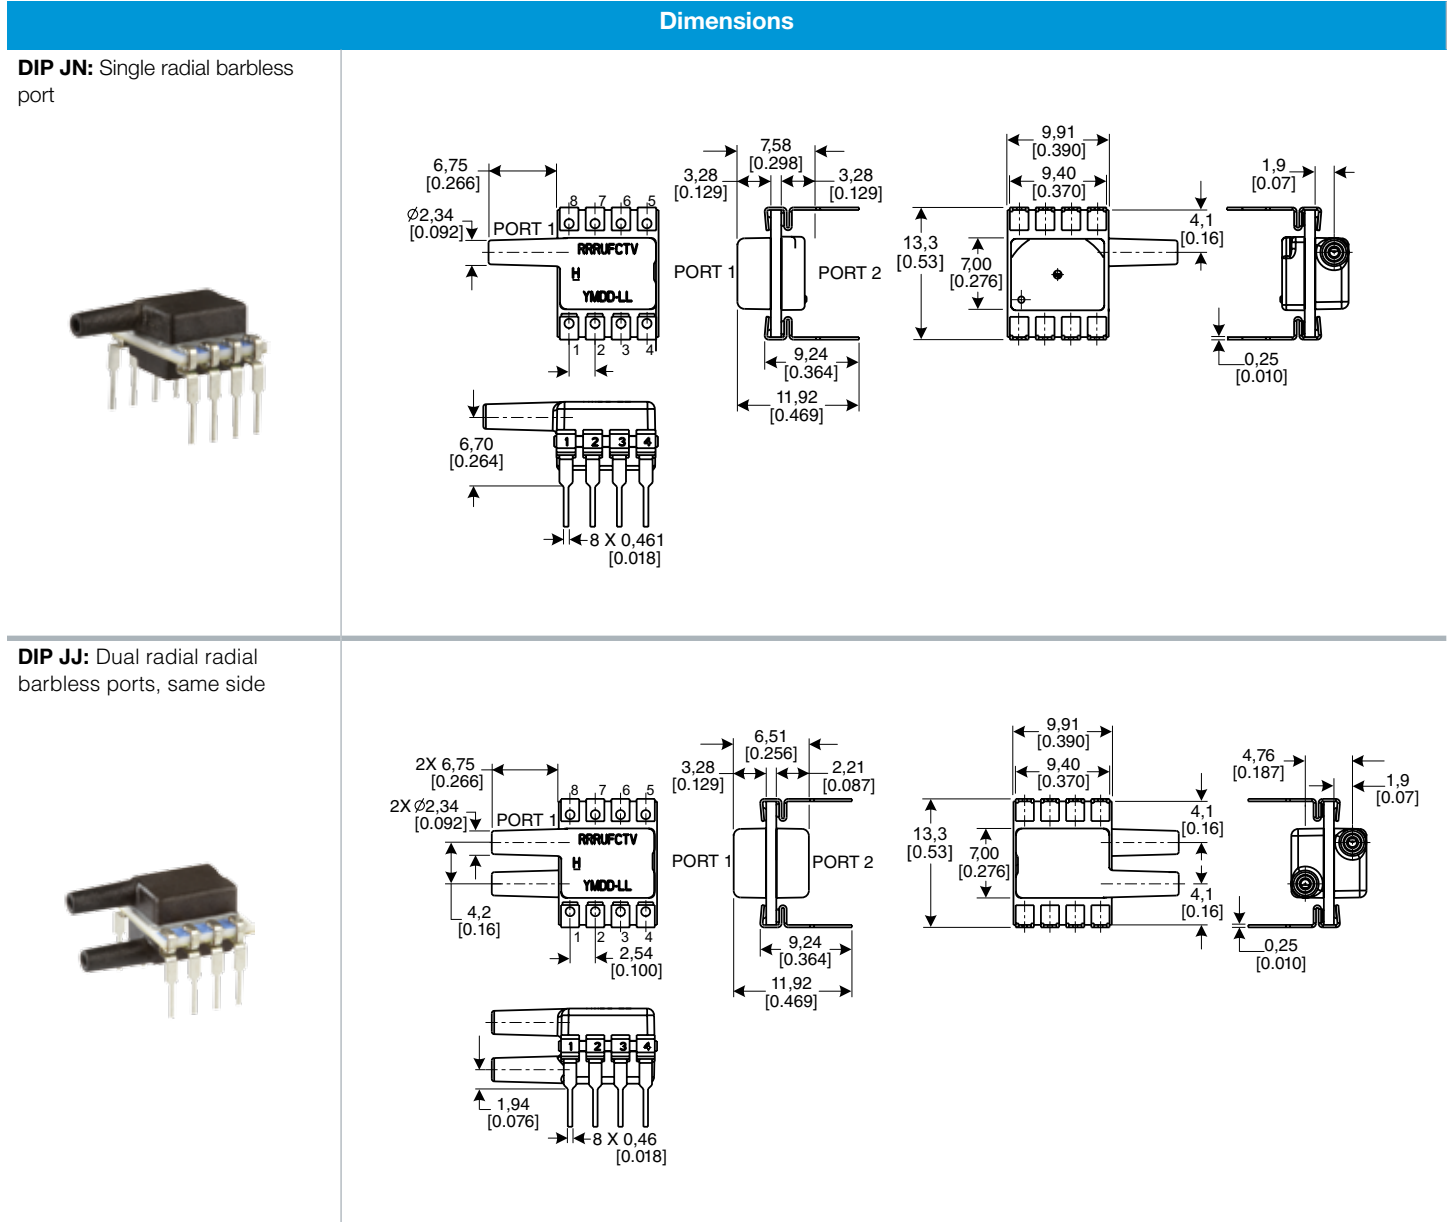 Dimensions
DIP JN: Single radial barbless
port
6,75
[0.266]
Ø2,34
[0.092]
PORT 1
8 7 6 5
RRRUFCTV
H
YMDD-LL
1 2 3 4
7,58
[0.298]
3,28
[0.129]
3,28
[0.129]
PORT 1
PORT 2
9,24
[0.364]
11,92
[0.469]
9,91
[0.390]
9,40
[0.370]
13,3
[0.53]
7,00
[0.276]
4,1
[0.16]
1,9
[0.07]
0,25
[0.010]
6,70
[0.264]
1 2 3 4
8 X 0,461
[0.018]
DIP JJ: Dual radial radial
barbless ports, same side
2X 6,75
[0.266]
2X Ø2,34
[0.092]
PORT 1
8 7 6 5
RRRUFCTV
H
YMDD-LL
1 2 3 4
4,2
[0.16]
2,54
[0.100]
6,51
[0.256]
3,28
[0.129]
2,21
[0.087]
PORT 1
PORT 2
9,24
[0.364]
11,92
[0.469]
9,91
[0.390]
9,40
[0.370]
13,3
[0.53]
7,00
[0.276]
4,1
[0.16]
4,1
[0.16]
4,76
[0.187]
1,9
[0.07]
0,25
[0.010]
1 2 3 4
1,94
[0.076]
8 X 0,46
[0.018]